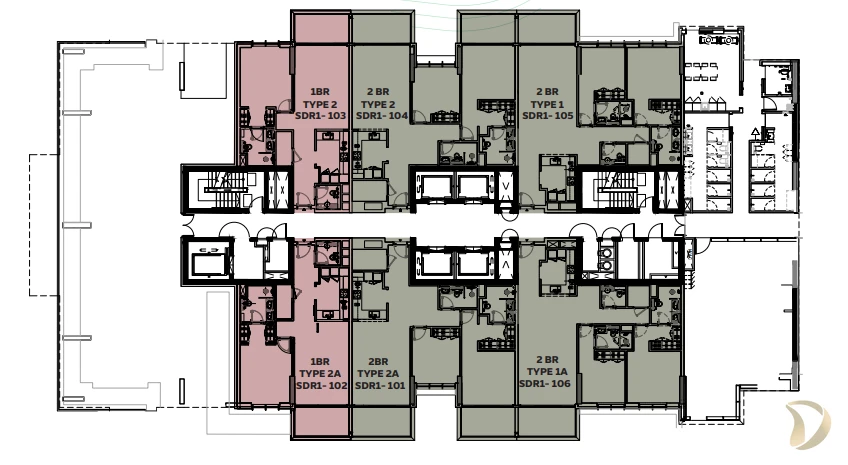 1BR
TYPE 2
SDR1- 103
2 BR
TYPE 2
SDR1- 104
2 BR
TYPE 1
SDR1- 105
1BR
TYPE 2A
SDR1- 102
2BR
TYPE 2A
SDR1- 101
2 BR
TYPE 1A
SDR1- 106